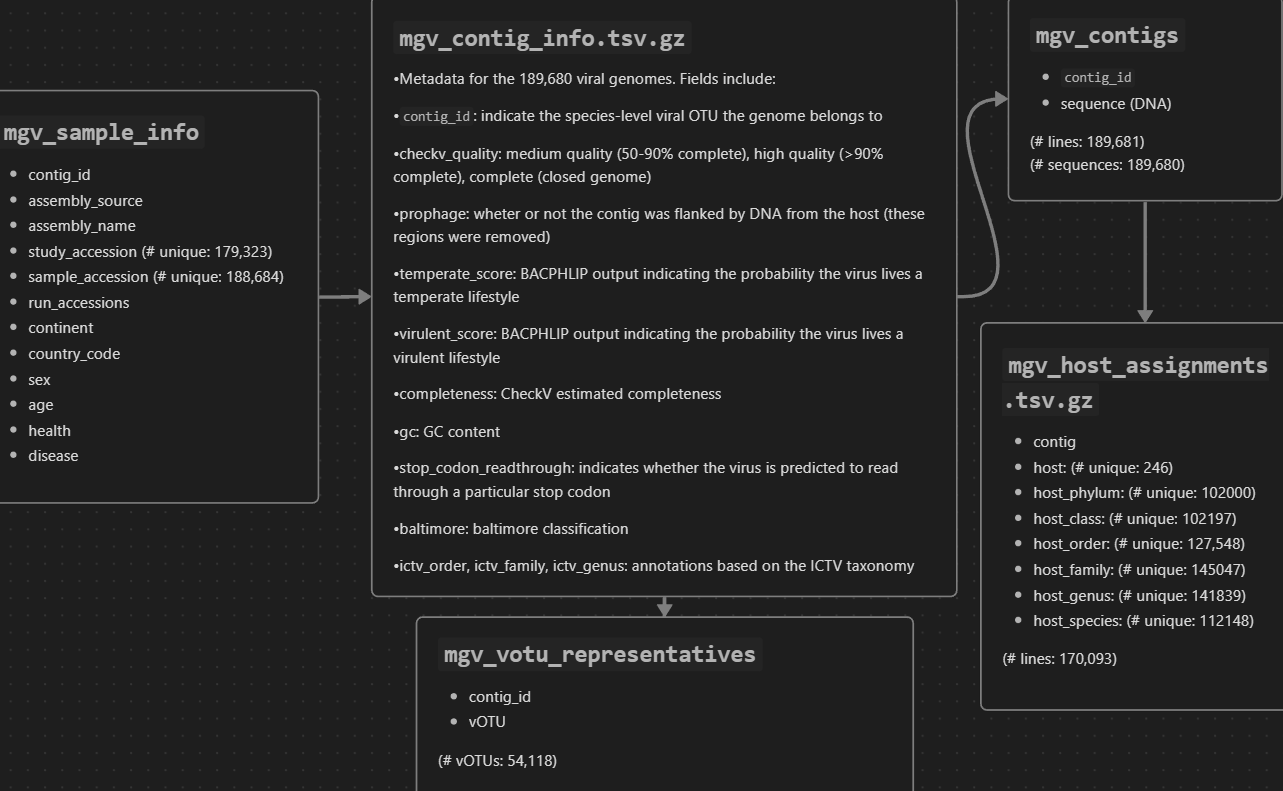 mgv_sample_info
• contig_id
• assembly_source
• assembly_name
• study_accession (# unique: 179,323)
• sample_accession (# unique: 188,684)
• run_accessions
• continent
• country_code
• sex
• age
• health
• disease
mgv_contig_info.tsv.gz
•Metadata for the 189,680 viral genomes. Fields include:
• contig_id: indicate the species-level viral OTU the genome belongs to
•checkv_quality: medium quality (50-90% complete), high quality (>90%
complete), complete (closed genome)
•prophage: wheter or not the contig was flanked by DNA from the host (these
regions were removed)
•temperate_score: BACPHLIP output indicating the probability the virus lives a
temperate lifestyle
•virulent_score: BACPHLIP output indicating the probability the virus lives a
virulent lifestyle
•completeness: CheckV estimated completeness
•gc: GC content
•stop_codon_readthrough: indicates whether the virus is predicted to read
through a particular stop codon
•baltimore: baltimore classification
•ictv_order, ictv_family, ictv_genus: annotations based on the ICTV taxonomy
mgv_votu_representatives
• contig_id
• vOTU
(# vOTUs: 54,118)
mgv_contigs
• contig_id
• sequence (DNA)
(# lines: 189,681)
(# sequences: 189,680)
mgv_host_assignments
.tsv.gz
• contig
• host: (# unique: 246)
• host_phylum: (# unique: 102000)
• host_class: (# unique: 102197)
• host_order: (# unique: 127,548)
• host_family: (# unique: 145047)
• host_genus: (# unique: 141839)
• host_species: (# unique: 112148)
(# lines: 170,093)